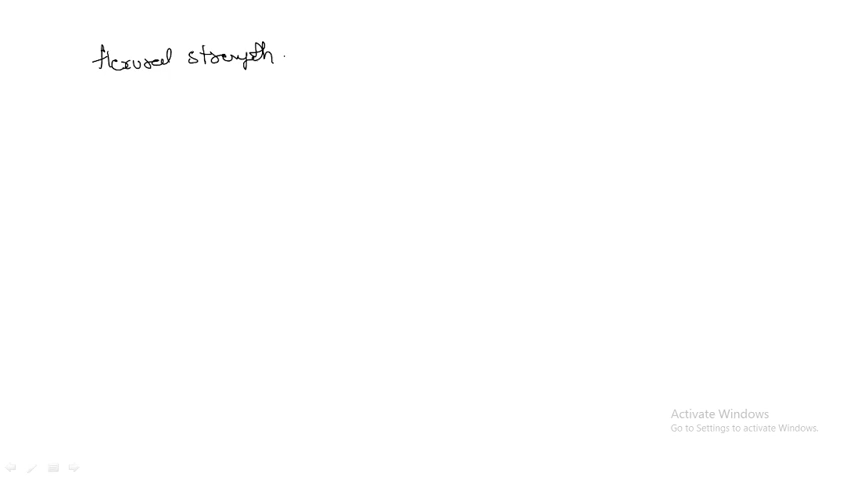 flexural strength.
Activate Windows
Go to Settings to activate Windows.